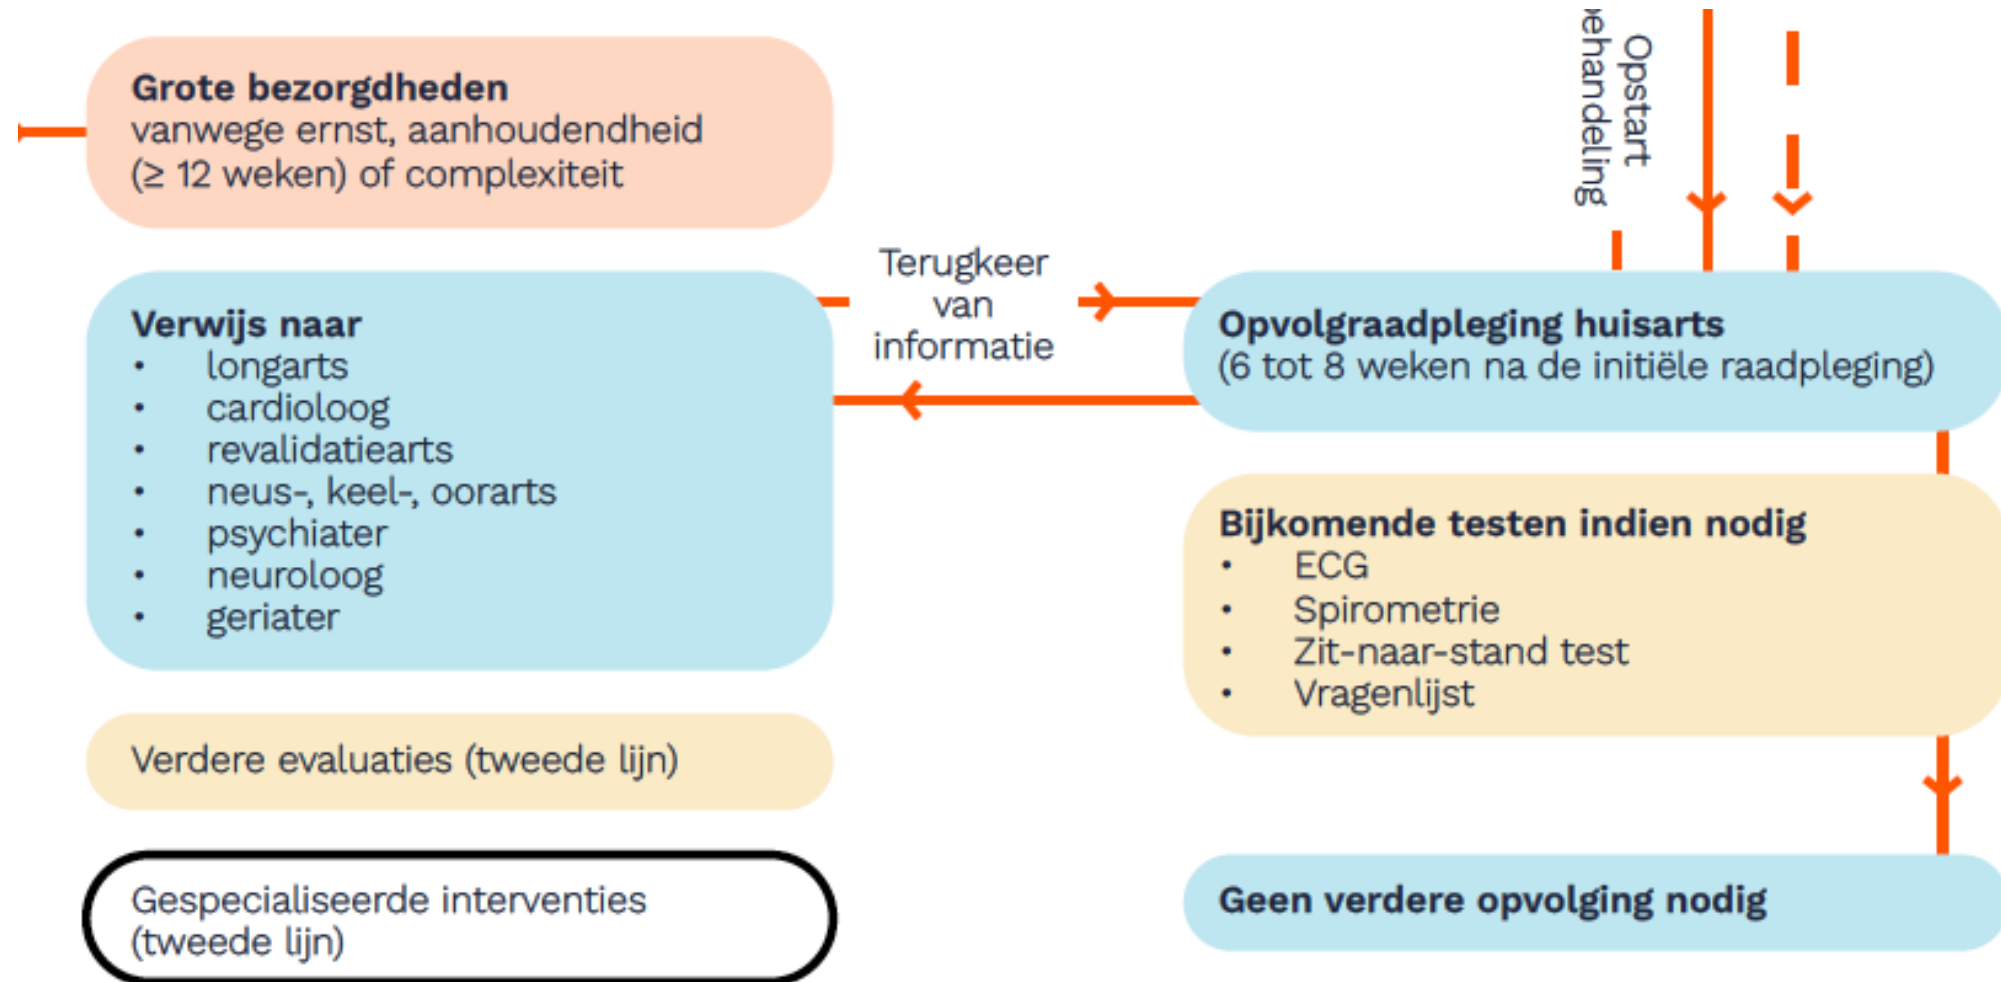 Grote bezorgdheden
vanwege ernst, aanhoudendheid
(≥ 12 weken) of complexiteit
Verwijs naar
• longarts
• cardioloog
• revalidatiearts
• neus-, keel-, oorarts
• psychiater
• neuroloog
• geriater
Verdere evaluaties (tweede lijn)
Gespecialiseerde interventies
(tweede lijn)
Terugkeer
van
informatie
Opstart
ehandeling
Opvolgraadpleging huisarts
(6 tot 8 weken na de initiële raadpleging)
Bijkomende testen indien nodig
• ECG
• Spirometrie
• Zit-naar-stand test
• Vragenlijst
Geen verdere opvolging nodig